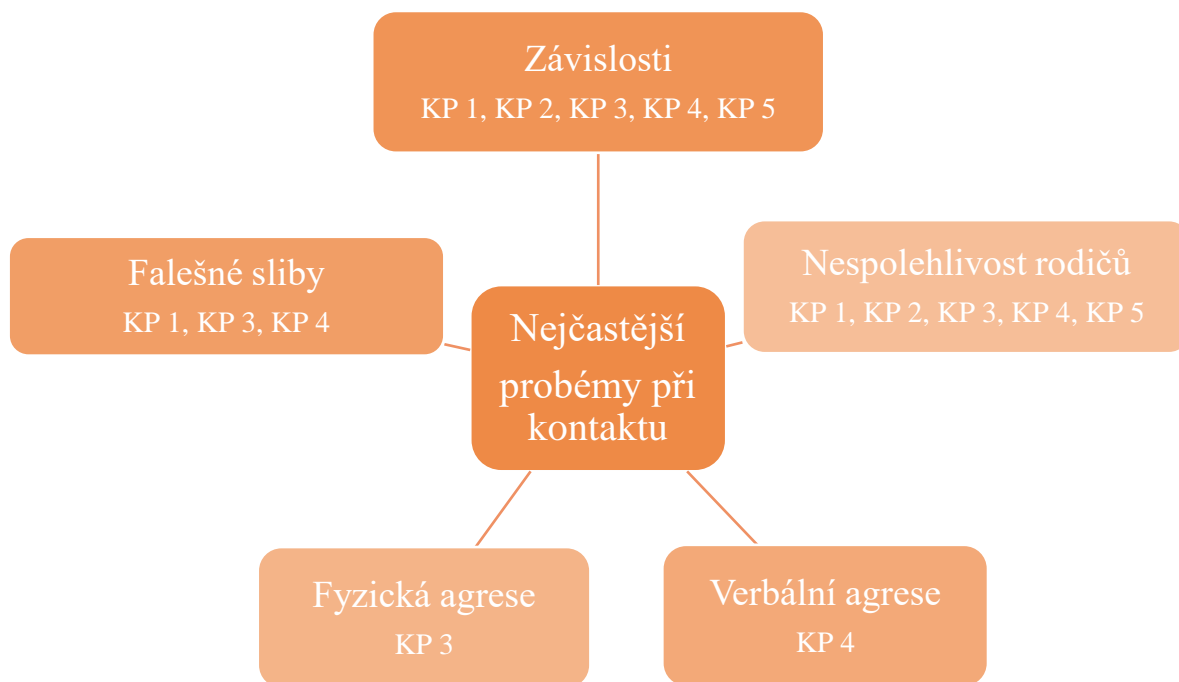 Závislosti
KP 1, KP 2, KP 3, KP 4, KP 5
Falešné sliby
KP 1, KP 3, KP 4
Nespolehlivost rodičů
KP 1, KP 2, KP 3, KP 4, KP 5
Nejčastější
probémy při
kontaktu
Fyzická agrese
KP 3
Verbální agrese
KP 4